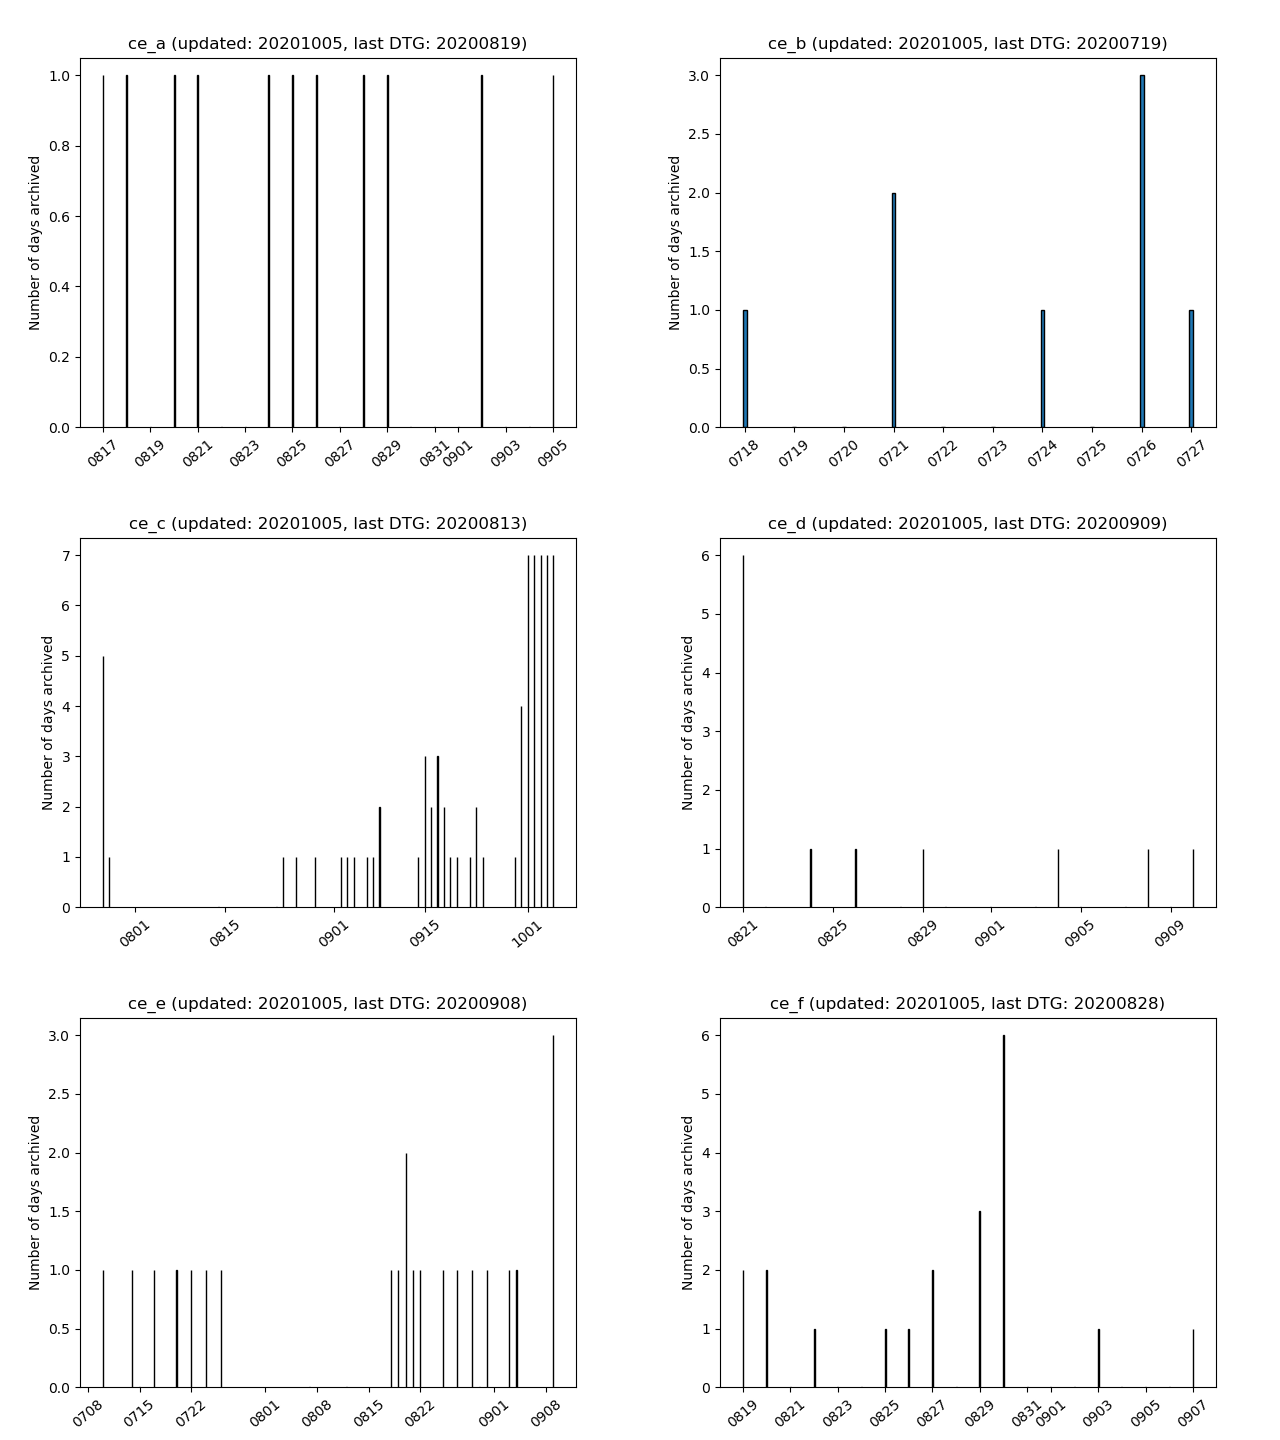 ce_a (updated: 20201005, last DTG: 20200819)
Number of days archived
1.0
0.8
0.6
0.4
0.2
0.0
0817 0819 0821 0823 0825 0827 0829 0831 0901 0903 0905
ce_b (updated: 20201005, last DTG: 20200719)
Number of days archived
3.0
2.5
2.0
1.5
1.0
0.5
0.0
0718 0719 0720 0721 0722 0723 0724 0725 0726 0727
ce_c (updated: 20201005, last DTG: 20200813)
Number of days archived
7
6
5
4
3
2
1
0
0801 0815 0901 0915 1001
ce_d (updated: 20201005, last DTG: 20200909)
Number of days archived
6
5
4
3
2
1
0
0821 0825 0829 0901 0905 0909
ce_e (updated: 20201005, last DTG: 20200908)
Number of days archived
3.0
2.5
2.0
1.5
1.0
0.5
0.0
0708 0715 0722 0801 0808 0815 0822 0901 0908
ce_f (updated: 20201005, last DTG: 20200828)
Number of days archived
6
5
4
3
2
1
0
0819 0821 0823 0825 0827 0829 0831 0901 0903 0905 0907